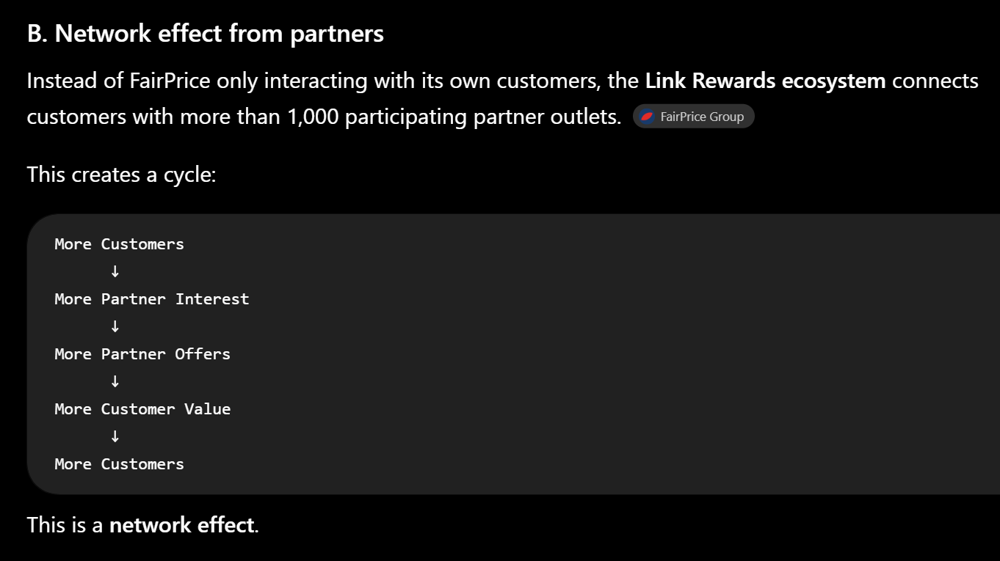 B. Network effect from partners
Instead of FairPrice only interacting with its own customers, the Link Rewards ecosystem connects
customers with more than 1,000 participating partner outlets. FairPrice Group
This creates a cycle:
More Customers
↓
More Partner Interest
↓
More Partner Offers
↓
More Customer Value
↓
More Customers
This is a network effect.